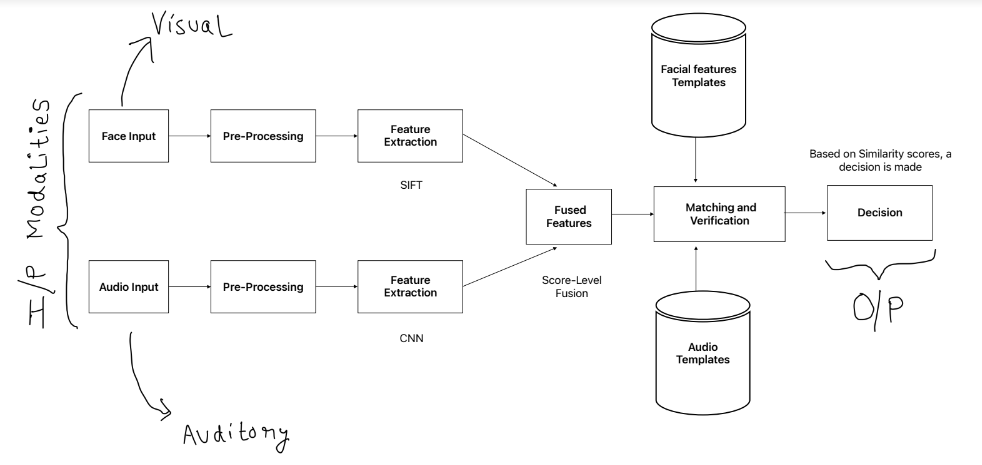 Visual
Facial features
Templates
I/P Modalities
Face Input
Pre-Processing
Feature
Extraction
SIFT
Based on Similarity scores, a
decision is made
Fused
Features
Matching and
Verification
Decision
Audio Input
Pre-Processing
Feature
Extraction
CNN
Score-Level
Fusion
O/P
Audio
Templates
Auditory